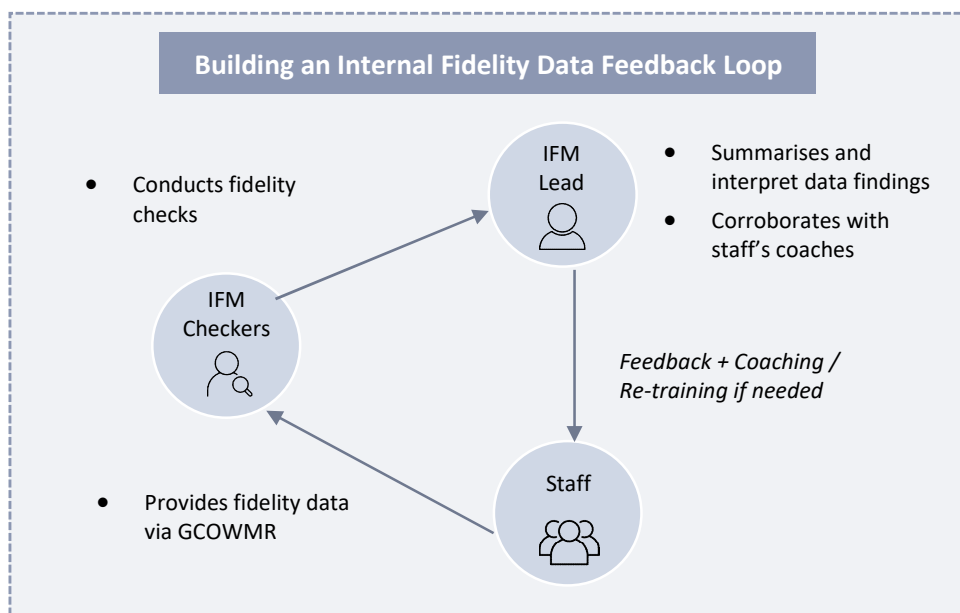 Building an Internal Fidelity Data Feedback Loop
IFM
Lead
• Summarises and
interpret data findings
• Corroborates with
staff's coaches
• Conducts fidelity
checks
IFM
Checkers
Feedback + Coaching /
Re-training if needed
Staff
• Provides fidelity data
via GCOWMR